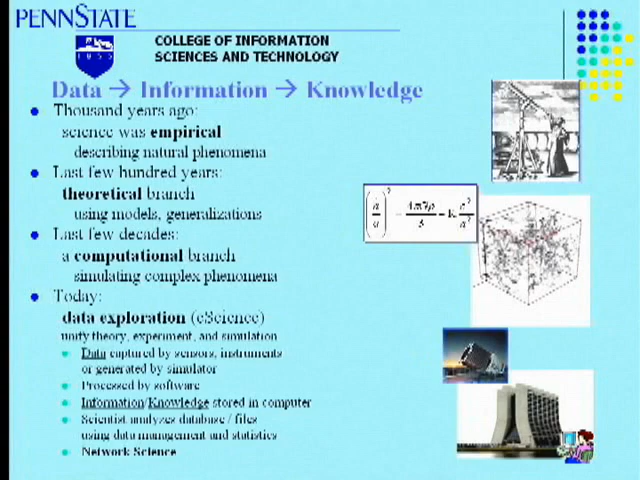 PENNSTATE
1855
COLLEGE OF INFORMATION
SCIENCES AND TECHNOLOGY
Data → Information → Knowledge
Thousand years ago:
science was empirical
describing natural phenomena
Last few hundred years:
theoretical branch
using models, generalizations
Last few decades:
a computational branch
simulating complex phenomena
Today:
data exploration (eScience)
unify theory, experiment, and simulation
Data captured by sensors, instruments
or generated by simulator
Processed by software
Information/Knowledge stored in computer
Scientist analyzes database / files
using data management and statistics
Network Science